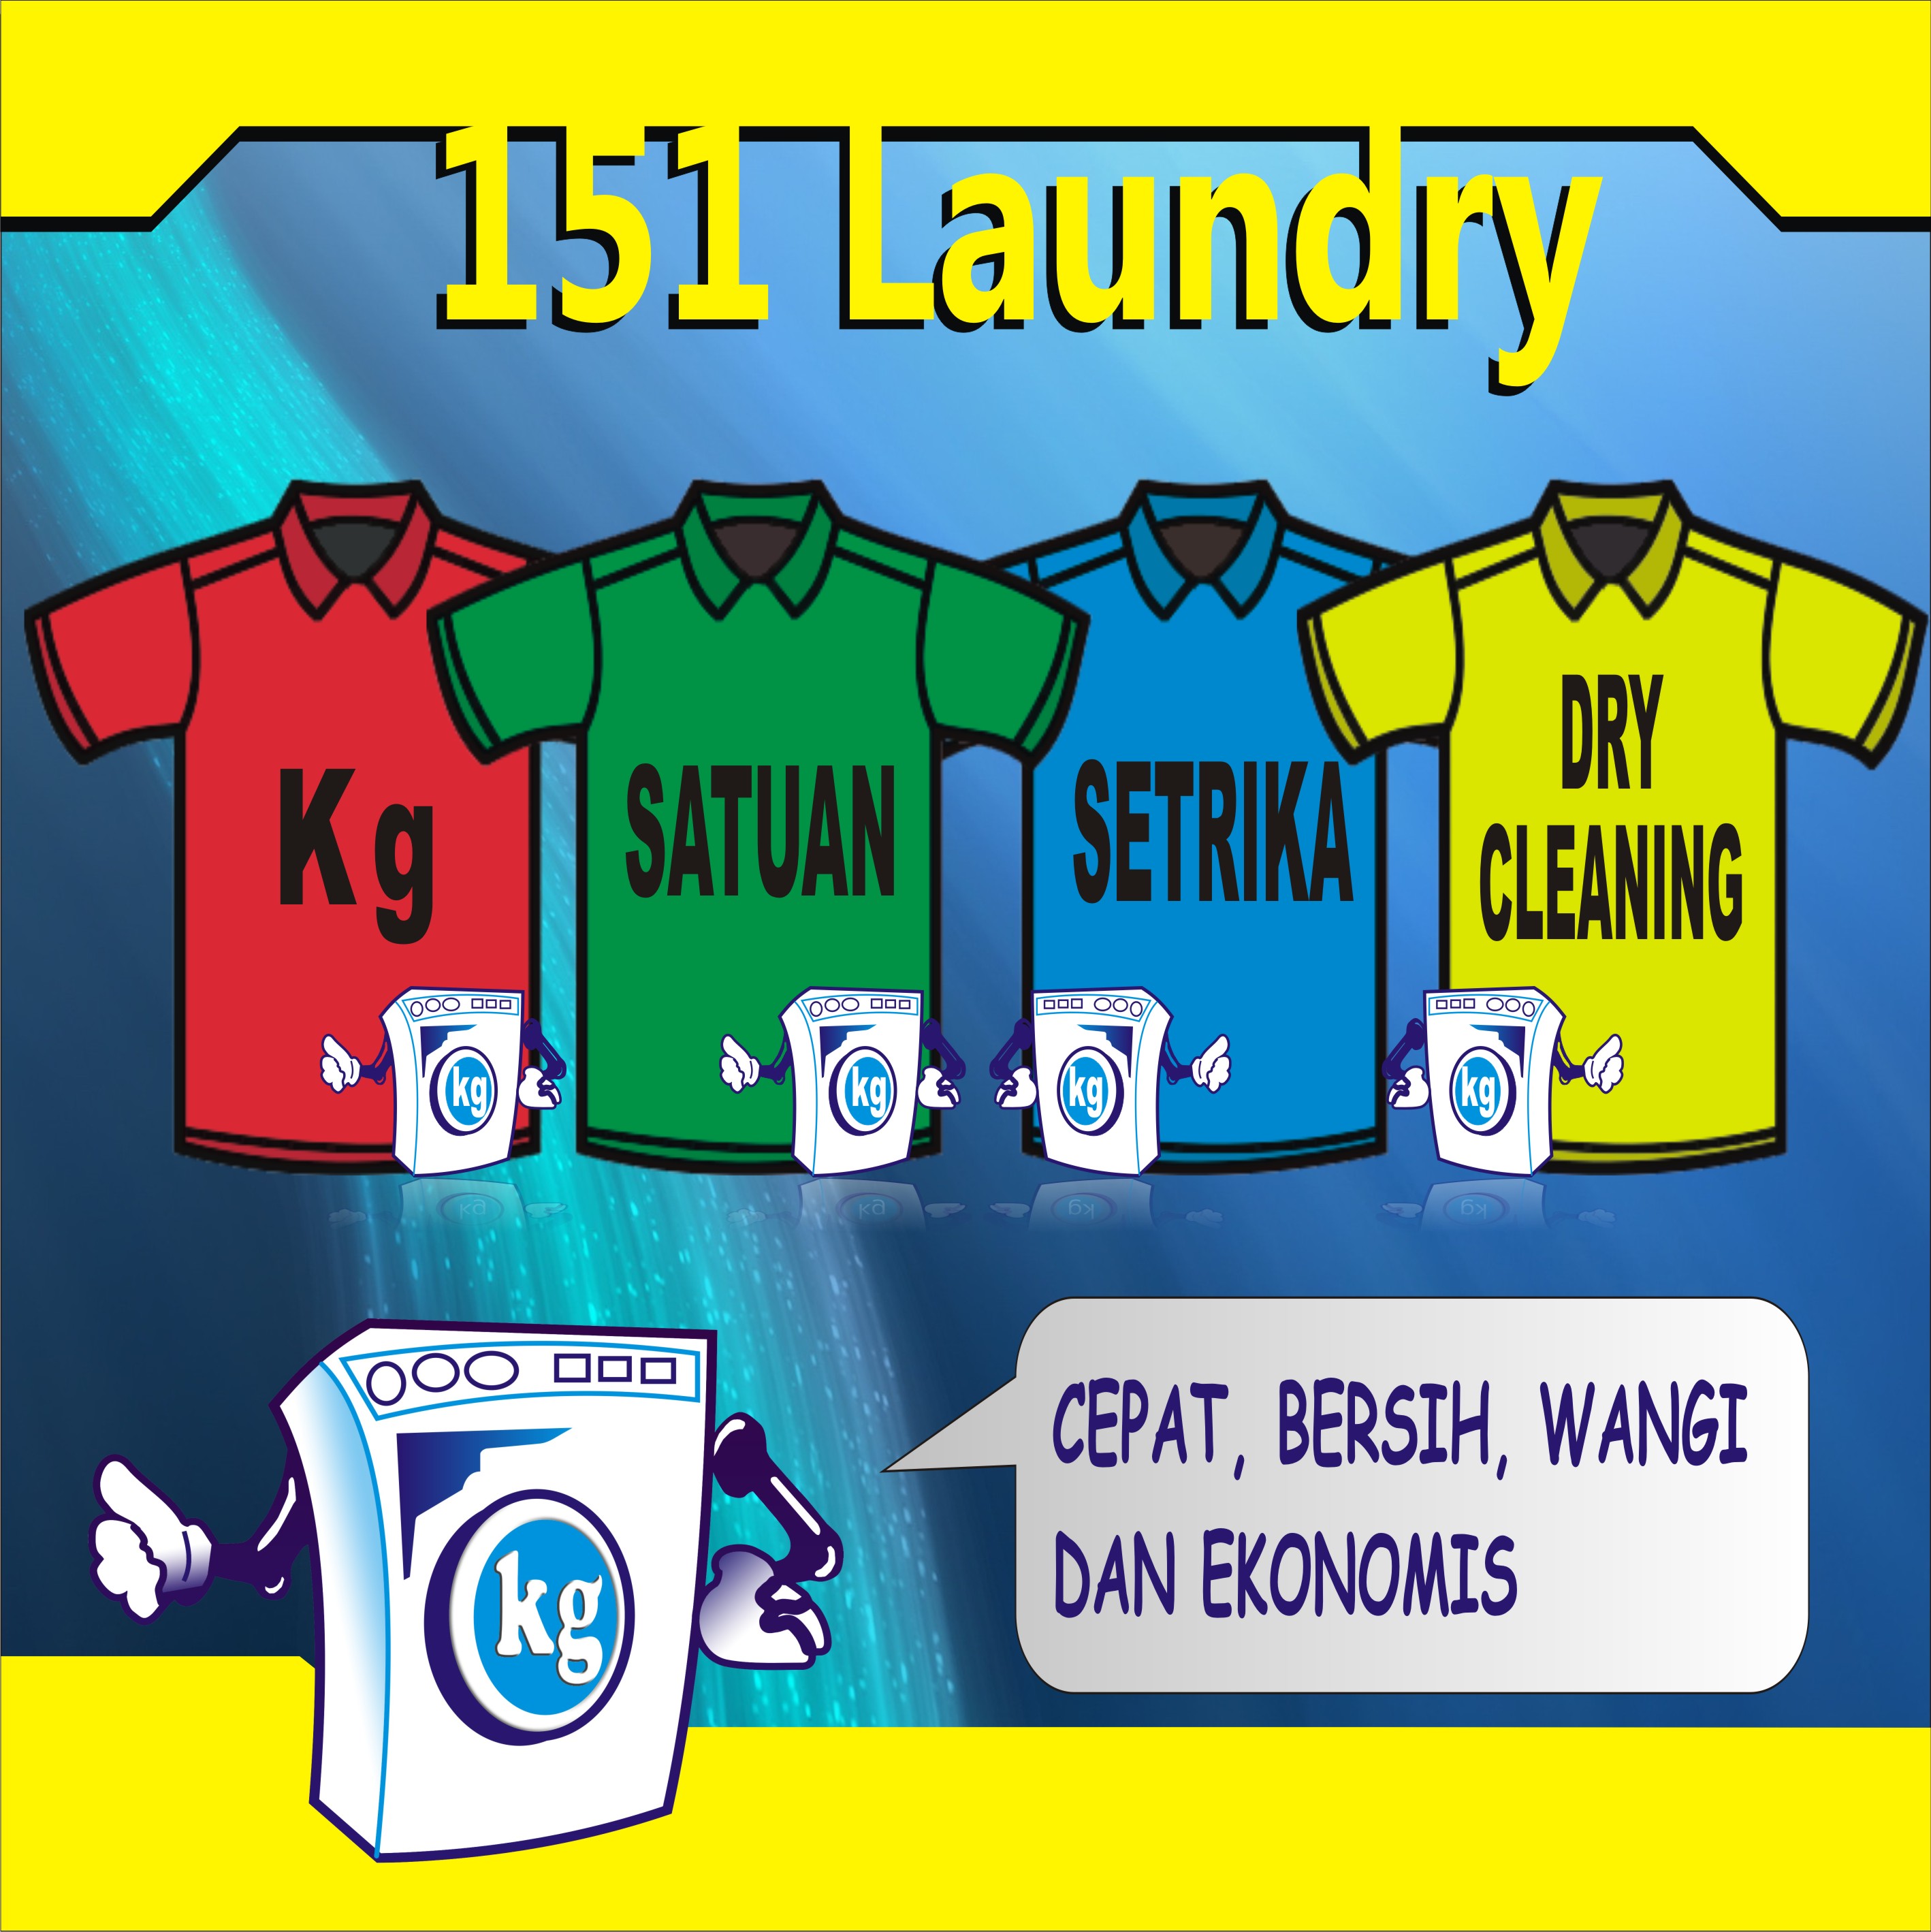 151 Laundry
Kg
SATUAN
SETRIKA
DRY
CLEANING
kg
kg
kg
kg
CEPAT, BERSIH, WANGI
DAN EKONOMIS
kg